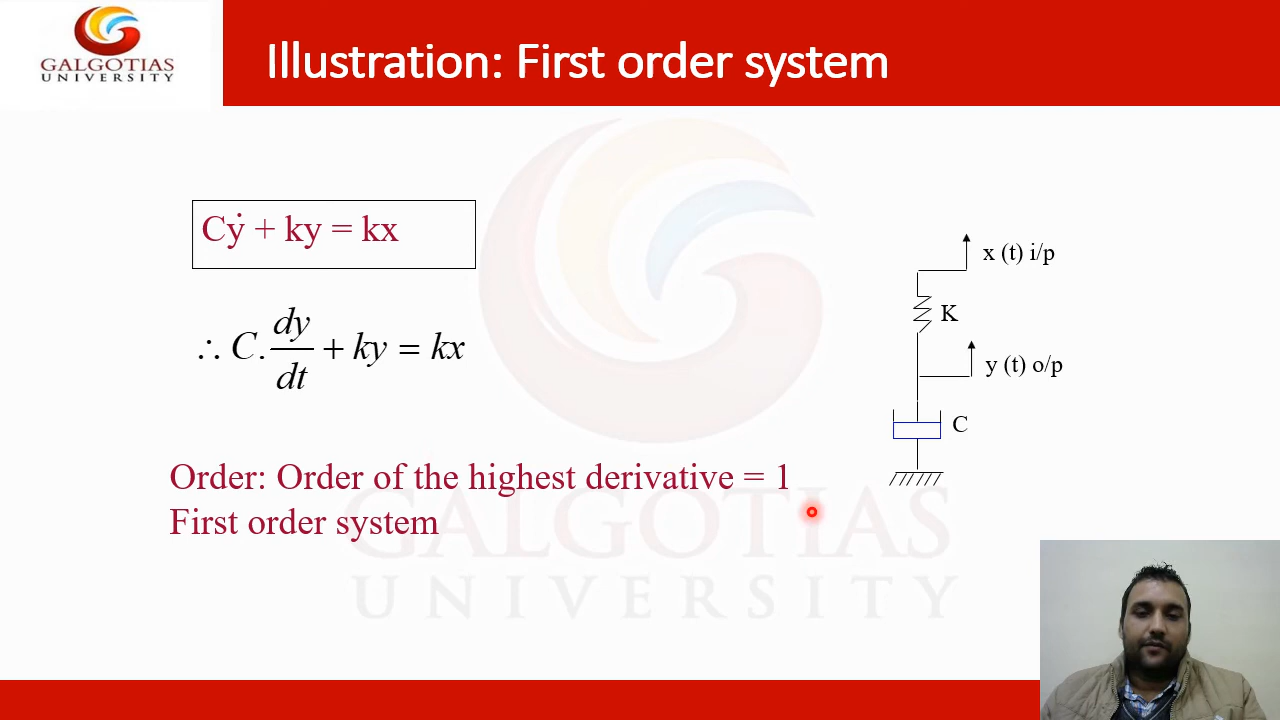 GALGOTIAS
UNIVERSITY
Illustration: First order system
Cẏ + ky = kx
∴ C. dy/dt + ky = kx
Order: Order of the highest derivative = 1
First order system
x (t) i/p
K
y (t) o/p
C
GALGOTIAS
UNIVERSITY